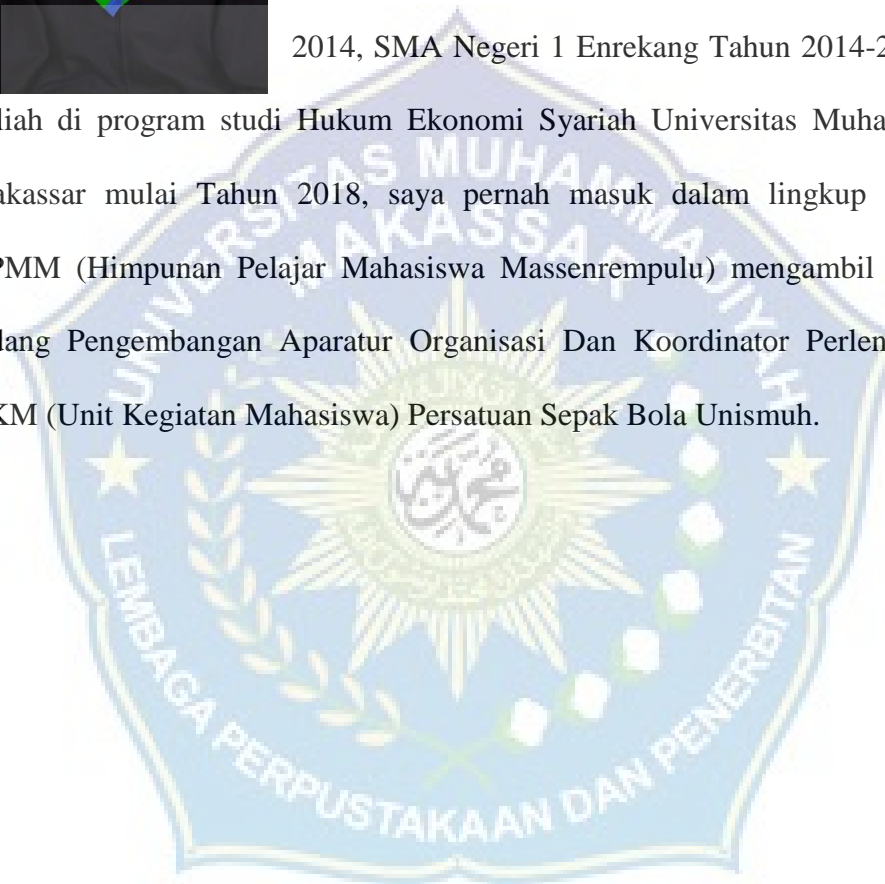 2014, SMA Negeri 1 Enrekang Tahun 2014-2
liah di program studi Hukum Ekonomi Syariah Universitas Muha
akassar mulai Tahun 2018, saya pernah masuk dalam lingkup
PMM (Himpunan Pelajar Mahasiswa Massenrempulu) mengambil
dang Pengembangan Aparatur Organisasi Dan Koordinator Perlen
KM (Unit Kegiatan Mahasiswa) Persatuan Sepak Bola Unismuh.
UNIVERSITAS MUHAMMADIYAH
MAKASSAR
محمدية
LEMBAGA PERPUSTAKAAN DAN PENERBITAN